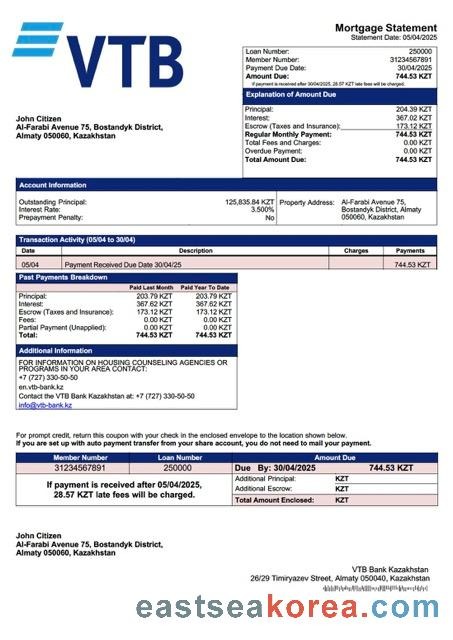 VTB
Mortgage Statement
Statement Date: 05/04/2025
Loan Number: 250000
Member Number: 31234567891
Payment Due Date: 30/04/2025
Amount Due: 744.53 KZT
If payment is received after 30/04/2025, 28.57 KZT late fees will be charged.
Explanation of Amount Due
Principal: 204.39 KZT
Interest: 367.02 KZT
Escrow (Taxes and Insurance): 173.12 KZT
Regular Monthly Payment: 744.53 KZT
Total Fees and Charges: 0.00 KZT
Overdue Payment: 0.00 KZT
Total Amount Due: 744.53 KZT
John Citizen
Al-Farabi Avenue 75, Bostandyk District,
Almaty 050060, Kazakhstan
Account Information
Outstanding Principal: 125,835.84 KZT
Interest Rate: 3.500%
Prepayment Penalty: No
Property Address: Al-Farabi Avenue 75,
Bostandyk District, Almaty
050060, Kazakhstan
Transaction Activity (05/04 to 30/04)
Date Description Charges Payments
05/04 Payment Received Due Date 30/04/25 744.53 KZT
Past Payments Breakdown
Paid Last Month Paid Year To Date
Principal: 203.79 KZT 203.79 KZT
Interest: 367.62 KZT 367.62 KZT
Escrow (Taxes and Insurance): 173.12 KZT 173.12 KZT
Fees: 0.00 KZT 0.00 KZT
Partial Payment (Unapplied): 0.00 KZT 0.00 KZT
Total: 744.53 KZT 744.53 KZT
Additional Information
FOR INFORMATION ON HOUSING COUNSELING AGENCIES OR
PROGRAMS IN YOUR AREA CONTACT:
+7 (727) 330-50-50
en.vtb-bank.kz
Contact the VTB Bank Kazakhstan at: +7 (727) 330-50-50
info@vtb-bank.kz
For prompt credit, return this coupon with your check in the enclosed envelope to the location shown below.
If you are set up with auto payment transfer from your share account, you do not need to mail your payment.
Member Number Loan Number Amount Due
31234567891 250000 Due By: 30/04/2025 744.53 KZT
If payment is received after 05/04/2025,
28.57 KZT late fees will be charged.
Additional Principal: KZT
Additional Escrow: KZT
Total Amount Enclosed: KZT
John Citizen
Al-Farabi Avenue 75, Bostandyk District,
Almaty 050060, Kazakhstan
VTB Bank Kazakhstan
26/29 Timiryazev Street, Almaty 050040, Kazakhstan
eastseakorea.com